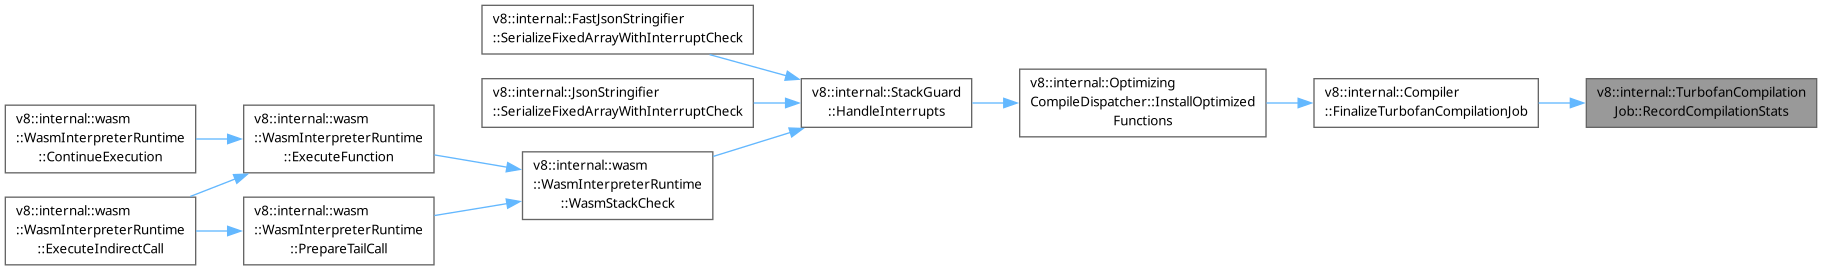 v8::internal::FastJsonStringifier
::SerializeFixedArrayWithInterruptCheck
v8::internal::JsonStringifier
::SerializeFixedArrayWithInterruptCheck
v8::internal::StackGuard
::HandleInterrupts
v8::internal::Optimizing
CompileDispatcher::InstallOptimized
Functions
v8::internal::Compiler
::FinalizeTurbofanCompilationJob
v8::internal::TurbofanCompilation
Job::RecordCompilationStats
v8::internal::wasm
::WasmInterpreterRuntime
::ContinueExecution
v8::internal::wasm
::WasmInterpreterRuntime
::ExecuteFunction
v8::internal::wasm
::WasmInterpreterRuntime
::WasmStackCheck
v8::internal::wasm
::WasmInterpreterRuntime
::ExecuteIndirectCall
v8::internal::wasm
::WasmInterpreterRuntime
::PrepareTailCall